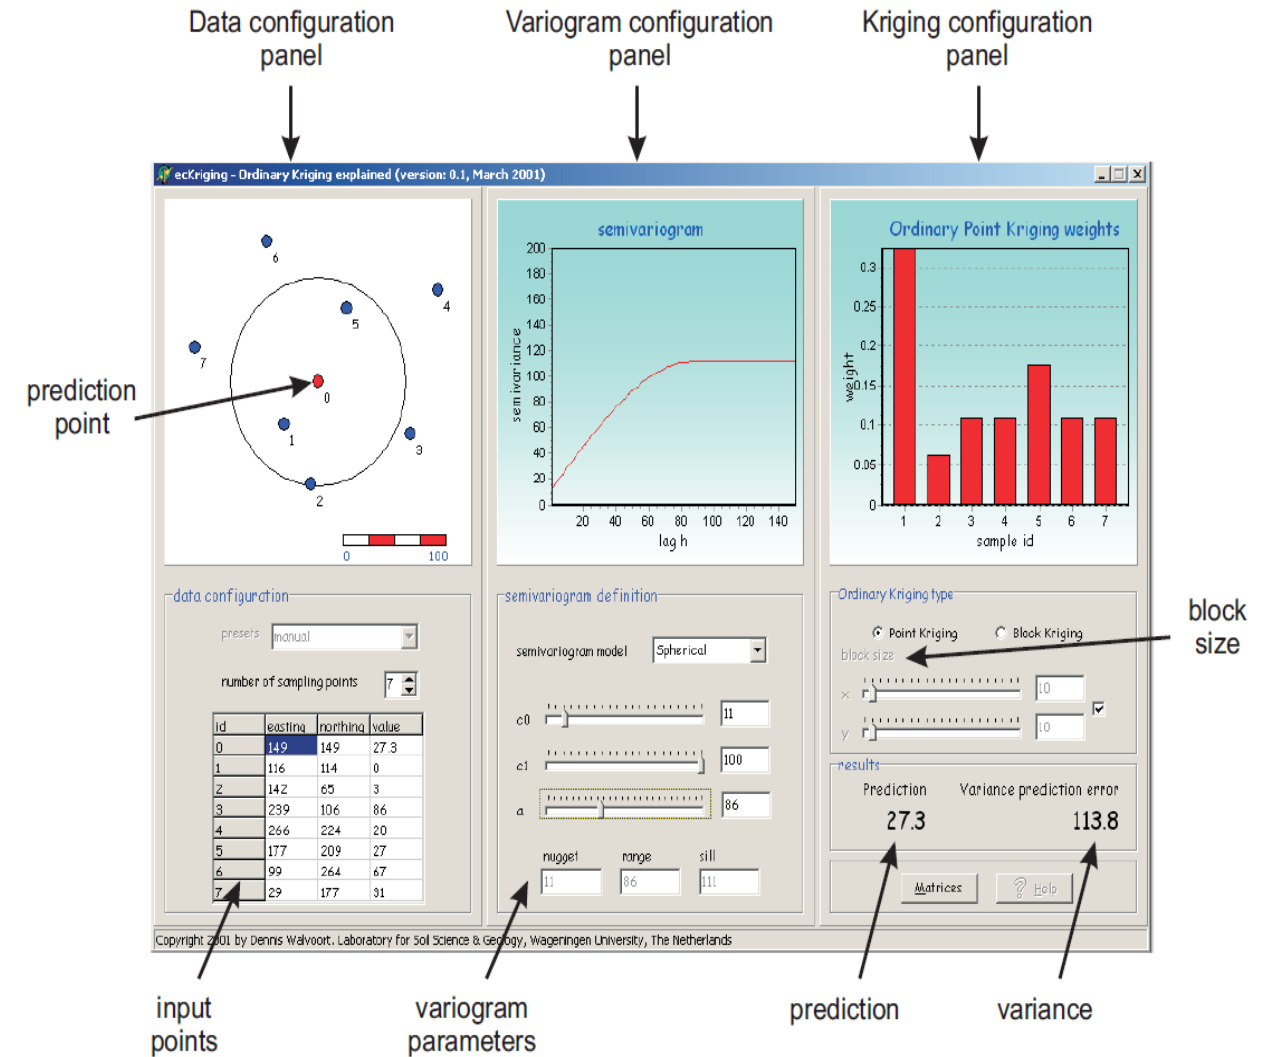 Data configuration
panel
Variogram configuration
panel
Kriging configuration
panel
ecKriging - Ordinary Kriging explained (version: 0.1, March 2001)
6
5
4
7
0
1
3
2
0 100
prediction
point
semivariogram
200
180
160
140
120
100
80
60
40
20
0
semivariance
20 40 60 80 100 120 140
lag h
Ordinary Point Kriging weights
0.3
0.25
0.2
0.15
0.1
0.05
0
weight
1 2 3 4 5 6 7
sample id
data configuration
presets manual
number of sampling points 7
id easting northing value
0 149 149 27.3
1 116 114 0
2 142 65 3
3 239 106 86
4 266 224 20
5 177 209 27
6 99 264 67
7 29 177 31
semivariogram definition
semivariogram model Spherical
c0 11
c1 100
a 86
nugget range sill
11 86 111
Ordinary Kriging type
Point Kriging Block Kriging
block size
x 10
y 10
block
size
results
Prediction Variance prediction error
27.3 113.8
Matrices Help
Copyright 2001 by Dennis Walvoort. Laboratory for Soil Science & Geology, Wageningen University, The Netherlands
input
points
variogram
parameters
prediction
variance